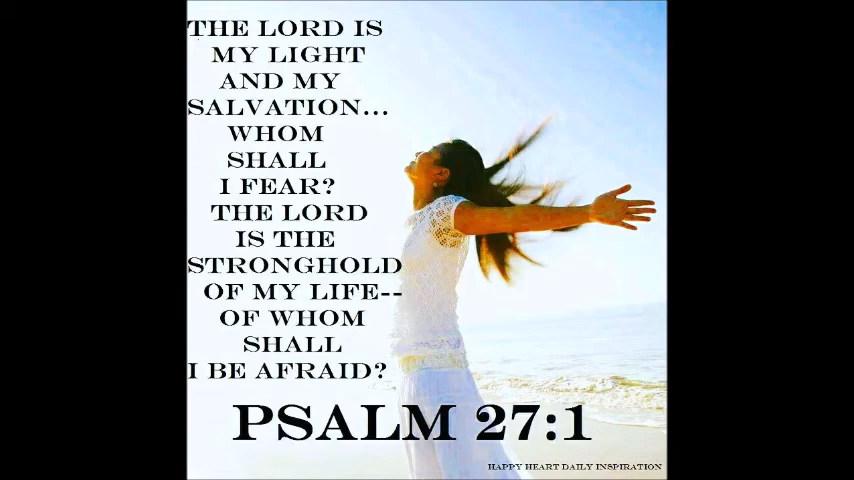 THE LORD IS
MY LIGHT
AND MY
SALVATION...
WHOM
SHALL
I FEAR?
THE LORD
IS THE
STRONGHOLD
OF MY LIFE--
OF WHOM
SHALL
I BE AFRAID?
PSALM 27:1
HAPPY HEART DAILY INSPIRATION